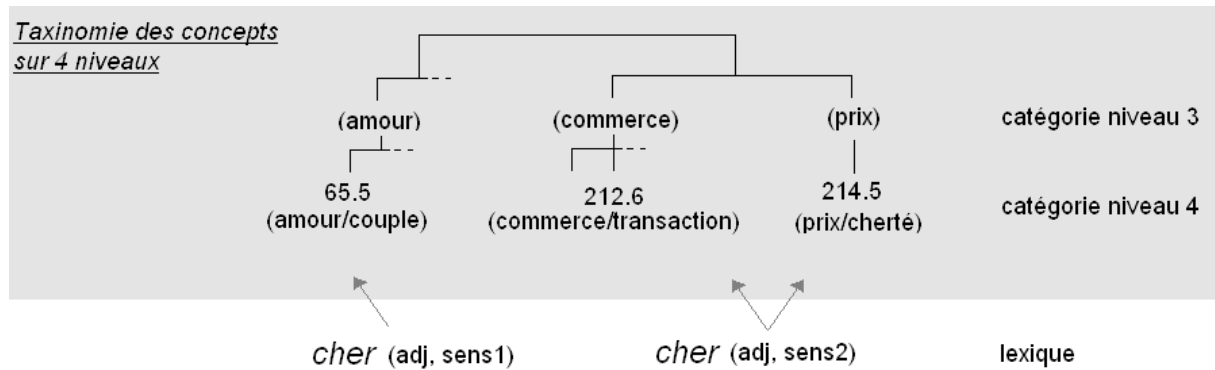 Taxinomie des concepts
sur 4 niveaux
(amour) (commerce) (prix) catégorie niveau 3
65.5 212.6 214.5
(amour/couple) (commerce/transaction) (prix/cherté) catégorie niveau 4
cher (adj, sens1) cher (adj, sens2) lexique